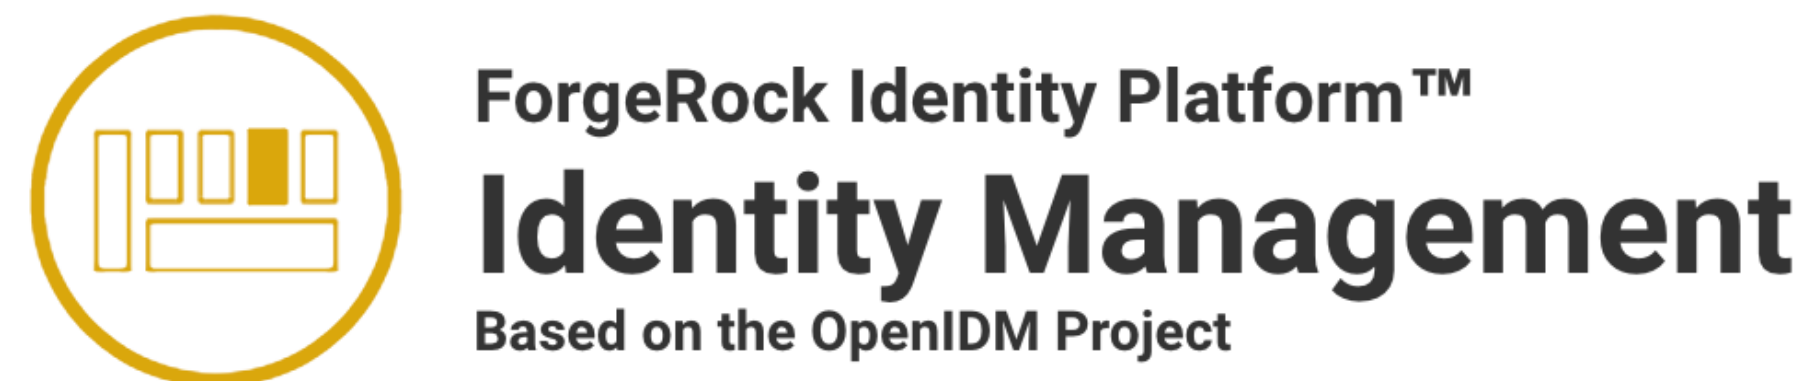 ForgeRock Identity Platform™
Identity Management
Based on the OpenIDM Project